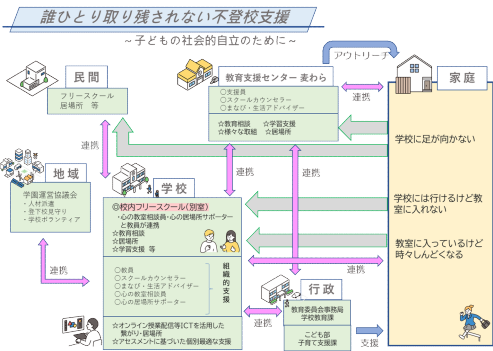 誰ひとり取り残されない不登校支援
～子どもの社会的自立のために～
アウトリーチ
民間
フリースクール
居場所　等
教育支援センター 麦わら
○支援員
○スクールカウンセラー
○まなび・生活アドバイザー
☆教育相談　☆学習支援
☆様々な取組　☆居場所
家庭
連携
学校に足が向かない
連携
連携
連携
地域
学園運営協議会
・人材派遣
・登下校見守り
・学校ボランティア
学校
◎校内フリースクール（別室）
・心の教室相談員・心の居場所サポーター
と教員が連携
☆教育相談
☆居場所
☆学習支援 等
学校には行けるけど教
室に入れない
教室に入っているけど
時々しんどくなる
○教員
○スクールカウンセラー
○まなび・生活アドバイザー
○心の教室相談員
○心の居場所サポーター
組織的支援
連携
連携
行政
教育委員会事務局
学校教育課
こども部
子育て支援課
連携
支援
☆オンライン授業配信等ICTを活用した
繋がり・居場所
☆アセスメントに基づいた個別最適な支援